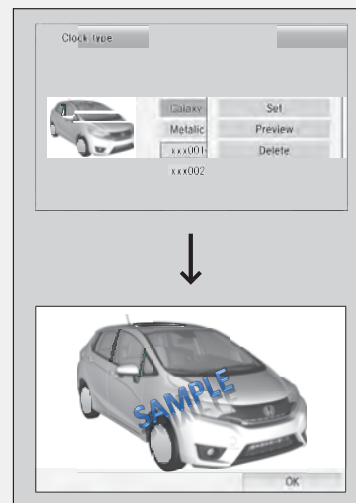 Clock type
Galaxy Set
Metalic Preview
xxx001 Delete
xxx002
SAMPLE
OK